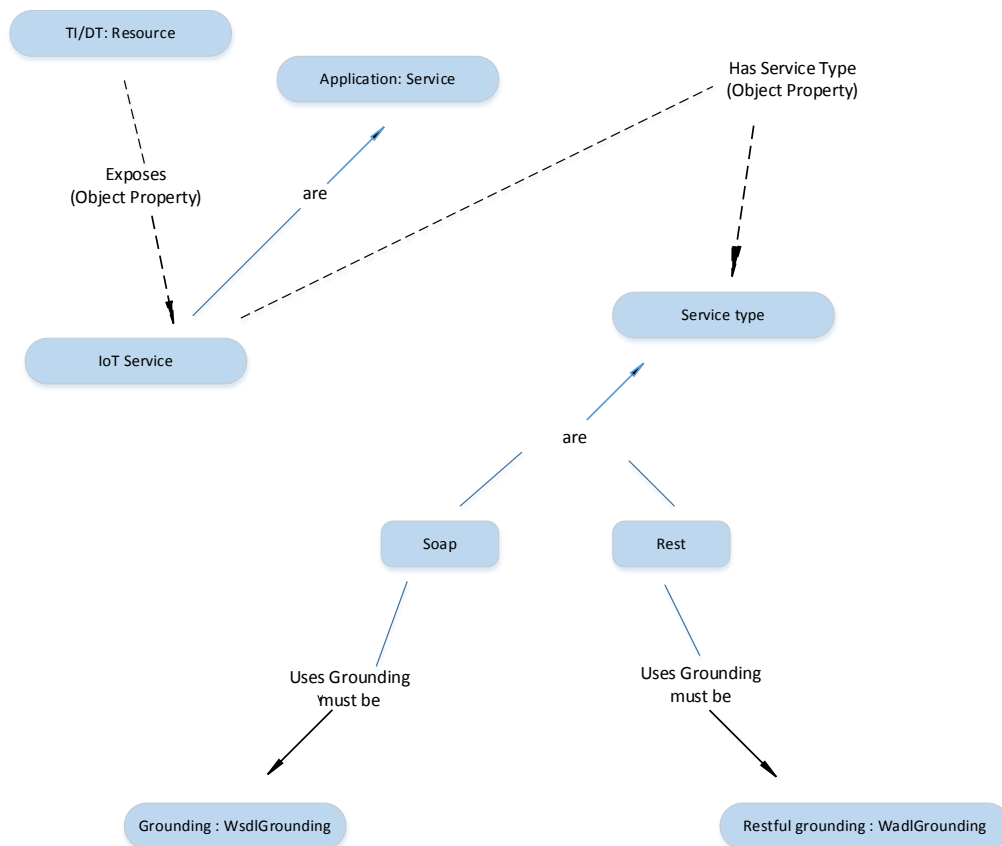 TI/DT: Resource
Application: Service
Has Service Type
(Object Property)
Exposes
(Object Property)
are
IoT Service
Service type
are
Soap
Rest
Uses Grounding
must be
Uses Grounding
must be
Grounding : WsdlGrounding
Restful grounding : WadlGrounding